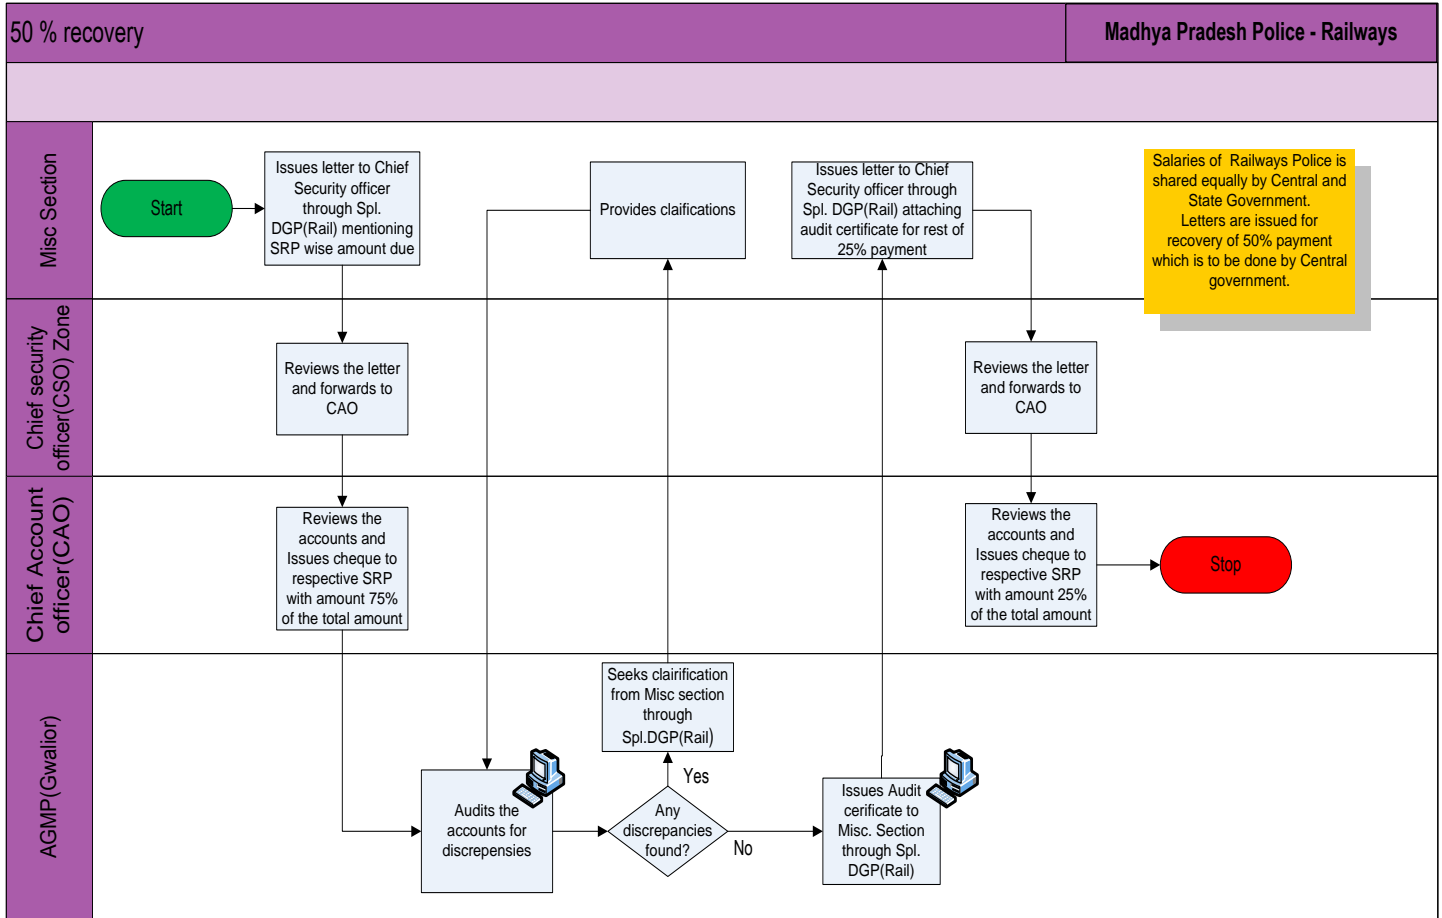 50 % recovery
Madhya Pradesh Police - Railways
Misc Section
Start
Issues letter to Chief
Security officer
through Spl.
DGP(Rail) mentioning
SRP wise amount due
Provides claifications
Issues letter to Chief
Security officer through
Spl. DGP(Rail) attaching
audit certificate for rest of
25% payment
Salaries of Railways Police is
shared equally by Central and
State Government.
Letters are issued for
recovery of 50% payment
which is to be done by Central
government.
Chief security
officer(CSO) Zone
Reviews the letter
and forwards to
CAO
Reviews the letter
and forwards to
CAO
Chief Account
officer(CAO)
Reviews the
accounts and
Issues cheque to
respective SRP
with amount 75%
of the total amount
Reviews the
accounts and
Issues cheque to
respective SRP
with amount 25%
of the total amount
Stop
AGMP(Gwalior)
Audits the
accounts for
discrepensies
Seeks clairification
from Misc section
through
Spl.DGP(Rail)
Yes
Any
discrepancies
found?
No
Issues Audit
cerificate to
Misc. Section
through Spl.
DGP(Rail)